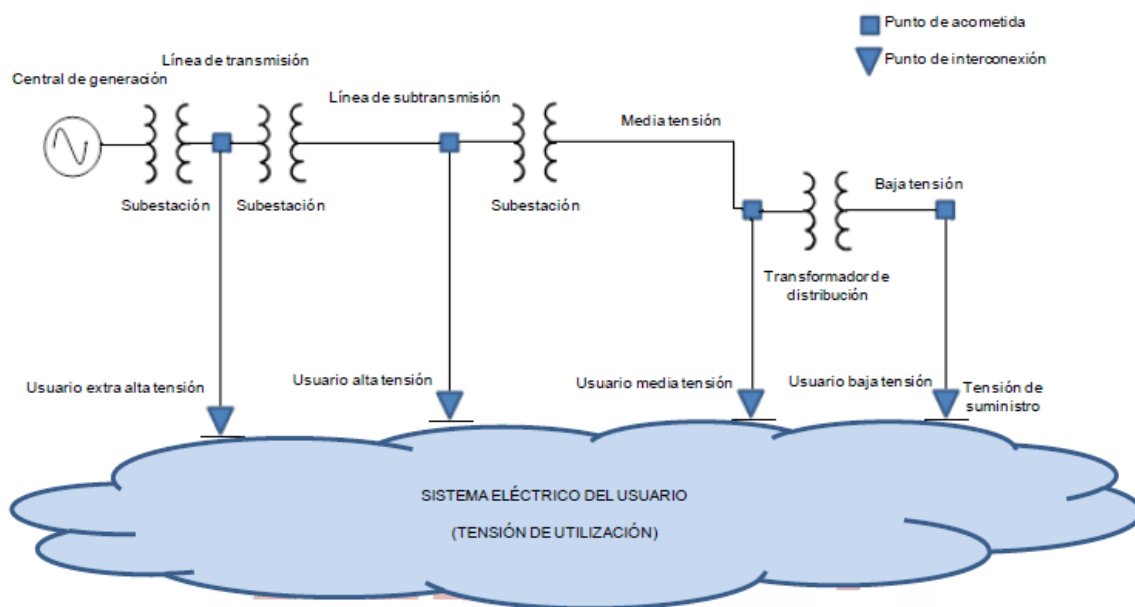 Punto de acometida
Punto de interconexión
Línea de transmisión
Central de generación
Línea de subtransmisión
Media tensión
Baja tensión
Subestación
Subestación
Subestación
Transformador de
distribución
Usuario extra alta tensión
Usuario alta tensión
Usuario media tensión
Usuario baja tensión
Tensión de
suministro
SISTEMA ELÉCTRICO DEL USUARIO
(TENSIÓN DE UTILIZACIÓN)